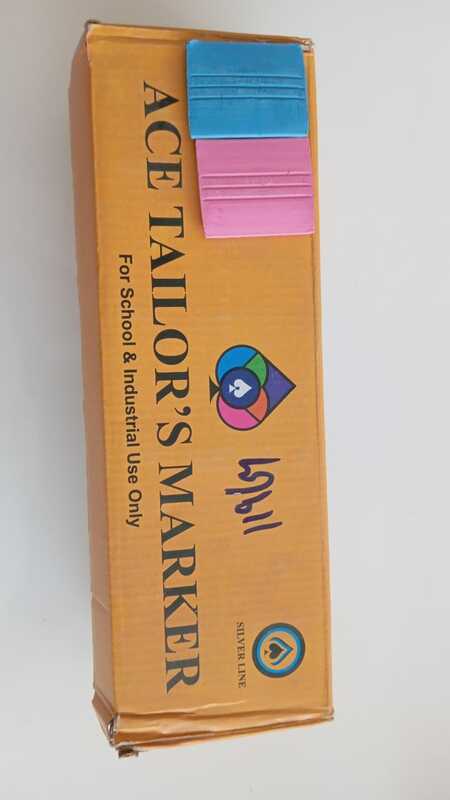 ACE TAILOR'S MARKER
For School & Industrial Use Only
SILVER LINE